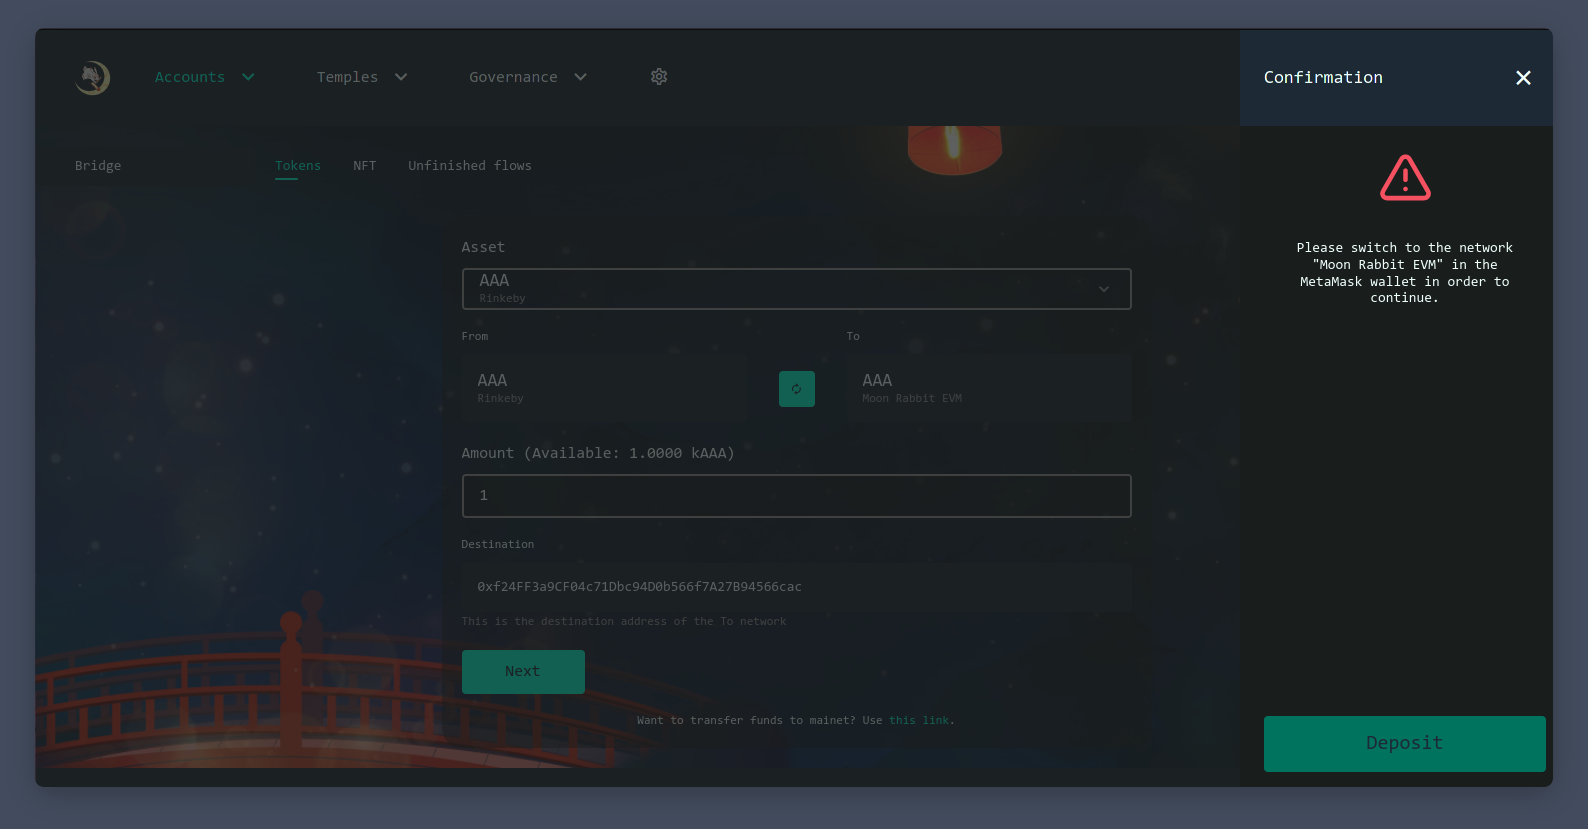 Accounts
Temples
Governance
Confirmation
Bridge
Tokens
NFT
Unfinished flows
Asset
AAA
Rinkeby
From
To
AAA
Rinkeby
AAA
Moon Rabbit EVM
Amount (Available: 1.0000 kAAA)
1
Destination
0xf24FF3a9CF04c71Dbc94D0b566f7A27B94566cac
This is the destination address of the To network
Next
Want to transfer funds to mainet? Use this link.
Please switch to the network
"Moon Rabbit EVM" in the
MetaMask wallet in order to
continue.
Deposit